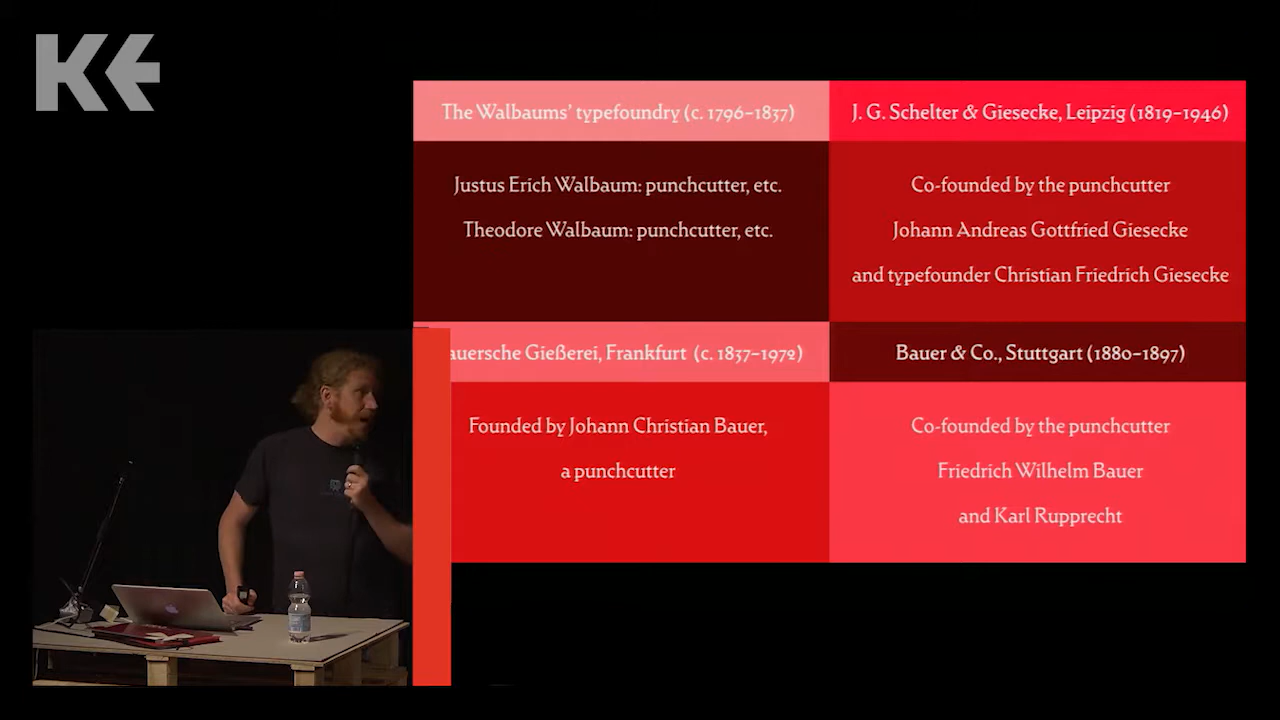 KE
The Walbaums’ typefoundry (c. 1796–1837)
Justus Erich Walbaum: punchcutter, etc.
Theodore Walbaum: punchcutter, etc.
J. G. Schelter & Giesecke, Leipzig (1819–1946)
Co-founded by the punchcutter
Johann Andreas Gottfried Giesecke
and typefounder Christian Friedrich Giesecke
auersche Gießerei, Frankfurt (c. 1837–1972)
Founded by Johann Christian Bauer,
a punchcutter
Bauer & Co., Stuttgart (1880–1897)
Co-founded by the punchcutter
Friedrich Wilhelm Bauer
and Karl Rupprecht